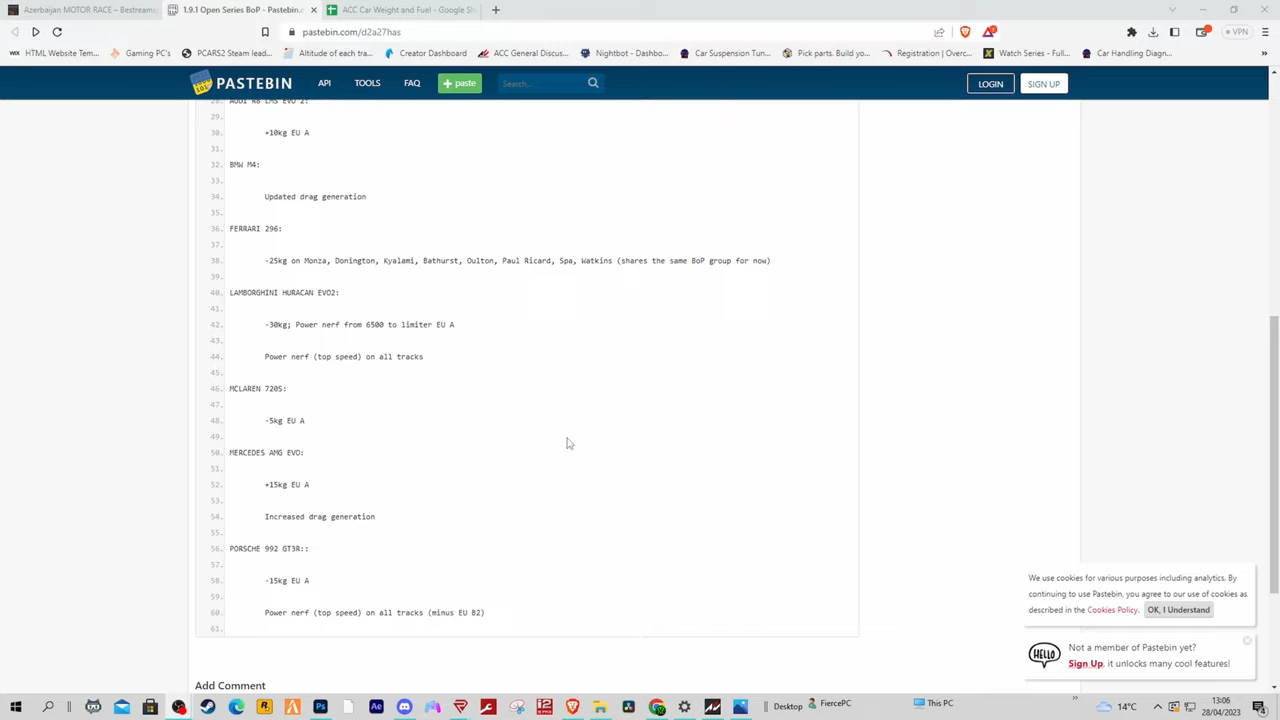 Azerbaijan MOTOR RACE - Bestreams
1.9.1 Open Series BoP - Pastebin.c
ACC Car Weight and Fuel - Google Sh
pastebin.com/d2a27has
VPN
HTML Website Tem...
Gaming PC's
PCARS2 Steam lead...
Altitude of each tra...
Creator Dashboard
ACC General Discus...
Nightbot - Dashbo...
Car Suspension Tun...
Pick parts. Build yo...
Registration | Overc...
Watch Series - Full...
Car Handling Diagn...
PASTEBIN
API
TOOLS
FAQ
+ paste
Search...
LOGIN
SIGN UP
28. AUDI R8 LMS EVO 2:
29.
30. +10kg EU A
31.
32. BMW M4:
33.
34. Updated drag generation
35.
36. FERRARI 296:
37.
38. -25kg on Monza, Donington, Kyalami, Bathurst, Oulton, Paul Ricard, Spa, Watkins (shares the same BoP group for now)
39.
40. LAMBORGHINI HURACAN EVO2:
41.
42. -30kg; Power nerf from 6500 to limiter EU A
43.
44. Power nerf (top speed) on all tracks
45.
46. MCLAREN 720S:
47.
48. -5kg EU A
49.
50. MERCEDES AMG EVO:
51.
52. +15kg EU A
53.
54. Increased drag generation
55.
56. PORSCHE 992 GT3R::
57.
58. -15kg EU A
59.
60. Power nerf (top speed) on all tracks (minus EU B2)
61.
Add Comment
We use cookies for various purposes including analytics. By
continuing to use Pastebin, you agree to our use of cookies as
described in the Cookies Policy. OK, I Understand
HELLO
Not a member of Pastebin yet?
Sign Up, it unlocks many cool features!
Desktop
FiercePC
This PC
14°C
13:06
28/04/2023